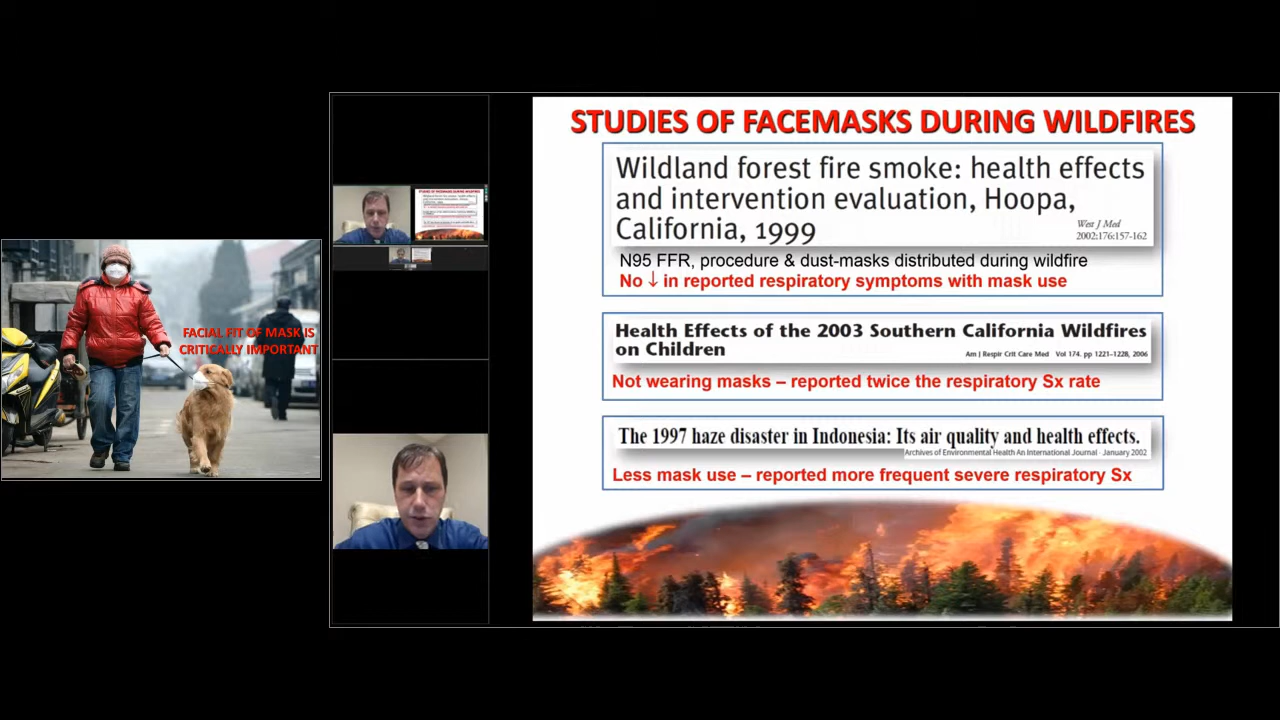 FACIAL FIT OF MASK IS
CRITICALLY IMPORTANT
STUDIES OF FACEMASKS DURING WILDFIRES
Wildland forest fire smoke: health effects
and intervention evaluation, Hoopa,
California, 1999
West J Med
2002;176:157-162
N95 FFR, procedure & dust-masks distributed during wildfire
No ↓ in reported respiratory symptoms with mask use
Health Effects of the 2003 Southern California Wildfires
on Children
Am J Respir Crit Care Med Vol 174. pp 1221–1228, 2006
Not wearing masks – reported twice the respiratory Sx rate
The 1997 haze disaster in Indonesia: Its air quality and health effects.
Archives of Environmental Health An International Journal · January 2002
Less mask use – reported more frequent severe respiratory Sx